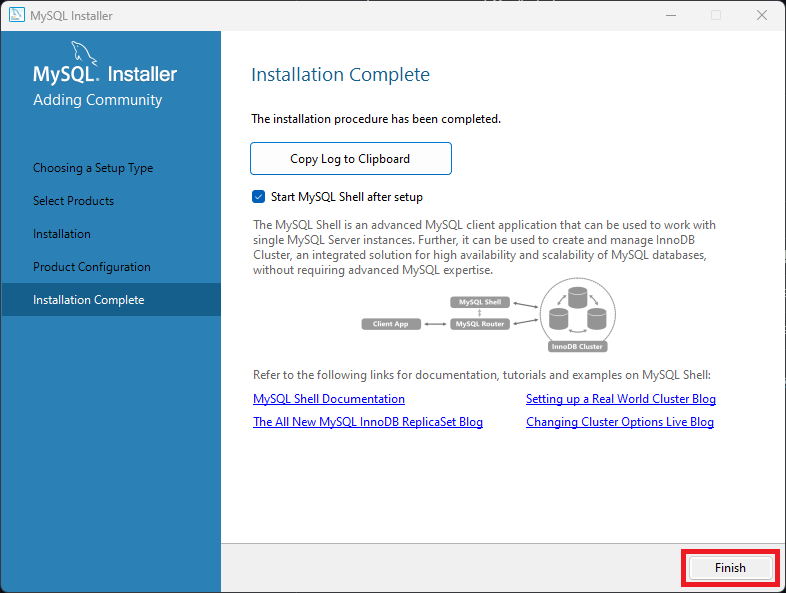 MySQL Installer
MySQL. Installer
Adding Community
Choosing a Setup Type
Select Products
Installation
Product Configuration
Installation Complete
Installation Complete
The installation procedure has been completed.
Copy Log to Clipboard
Start MySQL Shell after setup
The MySQL Shell is an advanced MySQL client application that can be used to work with
single MySQL Server instances. Further, it can be used to create and manage InnoDB
Cluster, an integrated solution for high availability and scalability of MySQL databases,
without requiring advanced MySQL expertise.
MySQL Shell
Client App
MySQL Router
InnoDB Cluster
Refer to the following links for documentation, tutorials and examples on MySQL Shell:
MySQL Shell Documentation
Setting up a Real World Cluster Blog
The All New MySQL InnoDB ReplicaSet Blog
Changing Cluster Options Live Blog
Finish